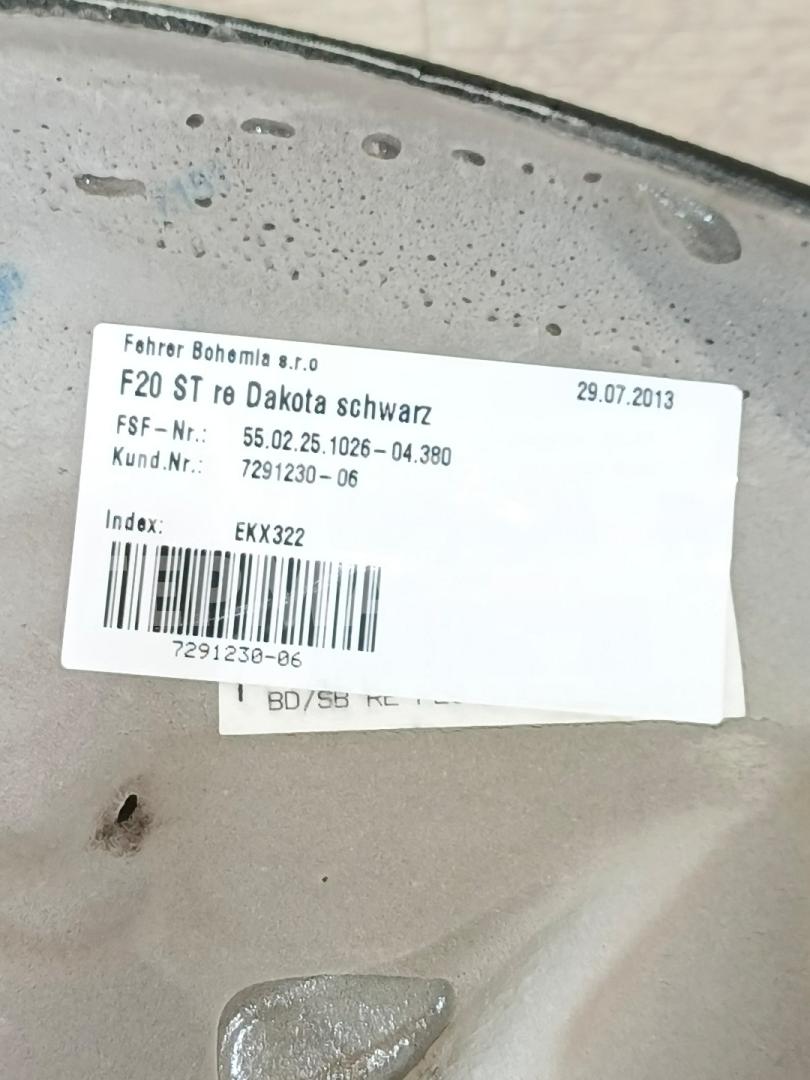 Fehrer Bohemia s.r.o
F20 ST re Dakota schwarz
29.07.2013
FSF-Nr.: 55.02.25.1026-04.380
Kund.Nr.: 7291230-06
Index: EKX322
7291230-06
BD/SB RE